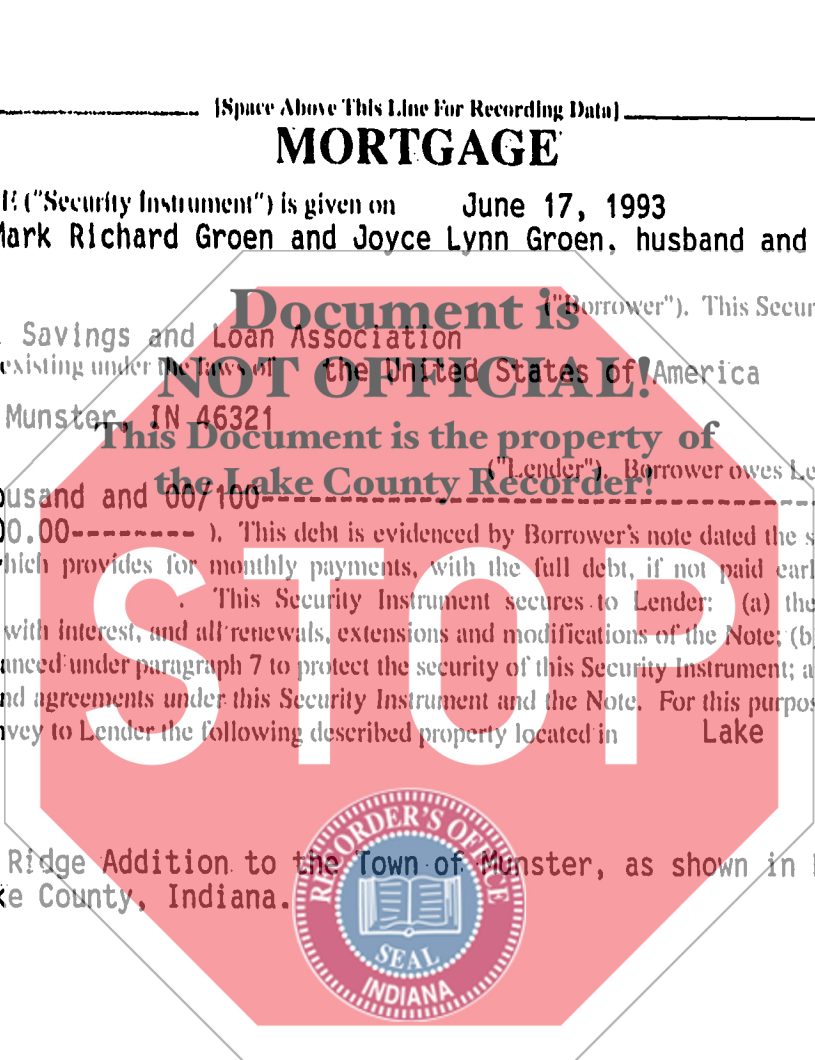 [Space Above This Line For Recording Data]
MORTGAGE
("Security Instrument") is given on June 17, 1993
Mark Richard Groen and Joyce Lynn Groen, husband and
Document is
("Borrower"). This Secur
Savings and Loan Association
existing under the laws of the United States of America
NOT OFFICIAL!
Munster, IN 46321
This Document is the property of
("Lender"). Borrower owes Le
the Lake County Recorder!
ousand and 00/100
00.00-------- ). This debt is evidenced by Borrower's note dated the s
hich provides for monthly payments, with the full debt, if not paid earl
. This Security Instrument secures to Lender: (a) the
with interest, and all renewals, extensions and modifications of the Note; (b
anced under paragraph 7 to protect the security of this Security Instrument; a
nd agreements under this Security Instrument and the Note. For this purpos
vey to Lender the following described property located in Lake
STOP
Ridge Addition to the Town of Munster, as shown in
ke County, Indiana.
RECORDER'S OFFICE
SEAL
INDIANA